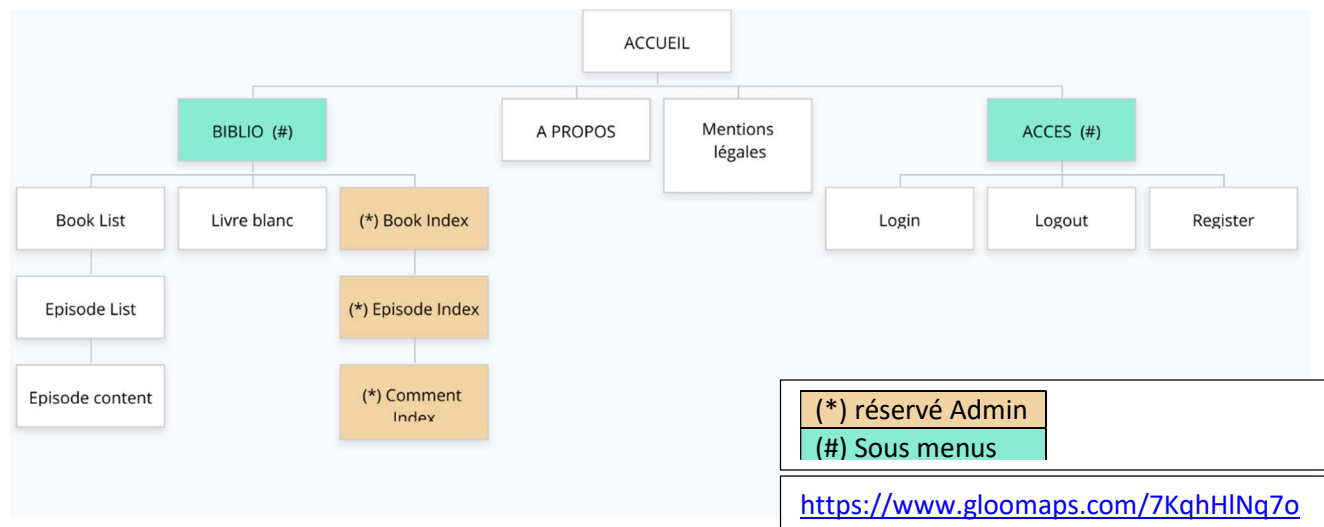 ACCUEIL
BIBLIO (#)
A PROPOS
Mentions
légales
ACCES (#)
Book List
Livre blanc
(*) Book Index
Login
Logout
Register
Episode List
(*) Episode Index
Episode content
(*) Comment
Index
(*) réservé Admin
(#) Sous menus
https://www.gloomaps.com/7KqhHlNq7o